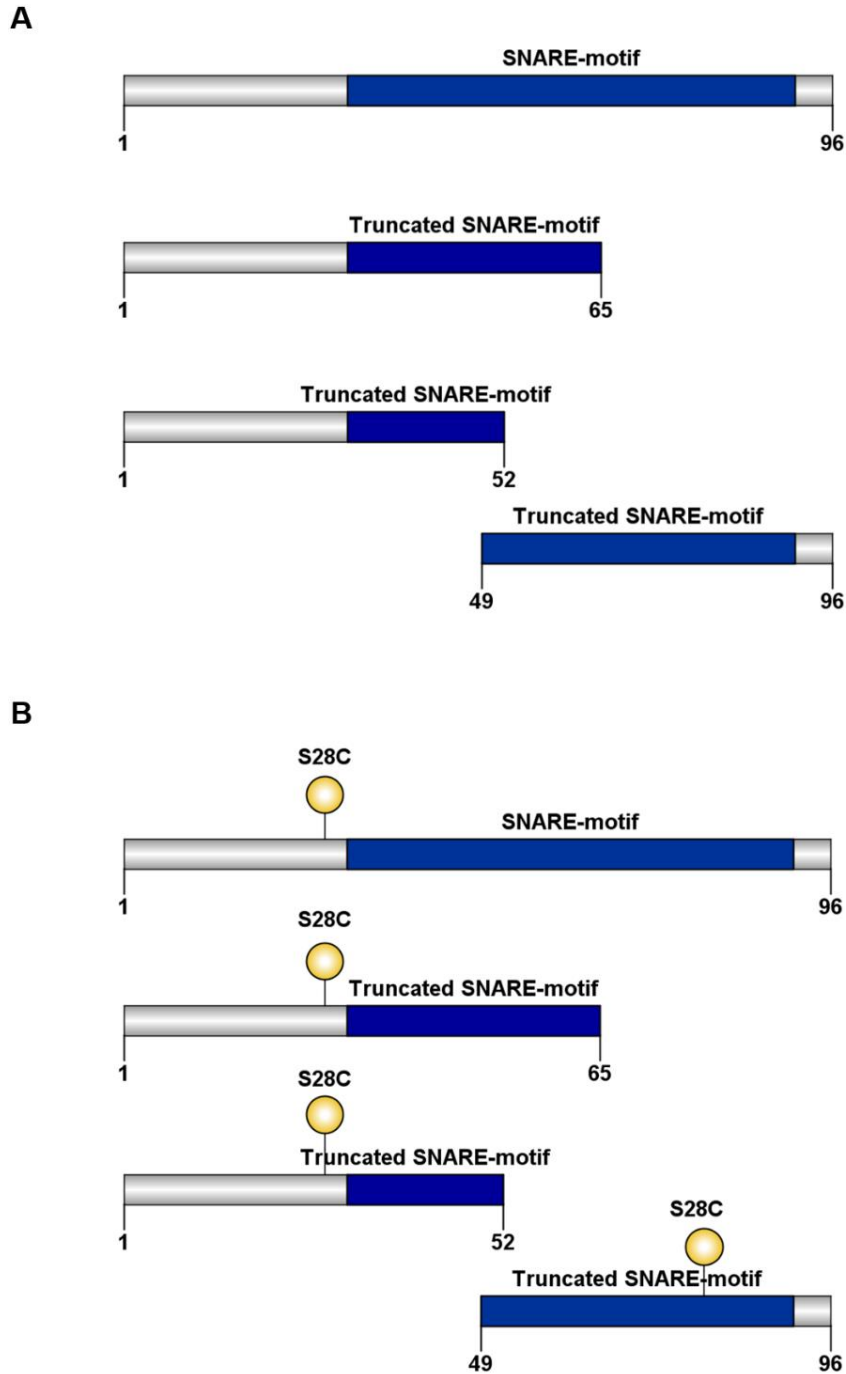 A
SNARE-motif
1 96
Truncated SNARE-motif
1 65
Truncated SNARE-motif
1 52
Truncated SNARE-motif
49 96
B
S28C
SNARE-motif
1 96
S28C
Truncated SNARE-motif
1 65
S28C
Truncated SNARE-motif
1 52
S28C
Truncated SNARE-motif
49 96